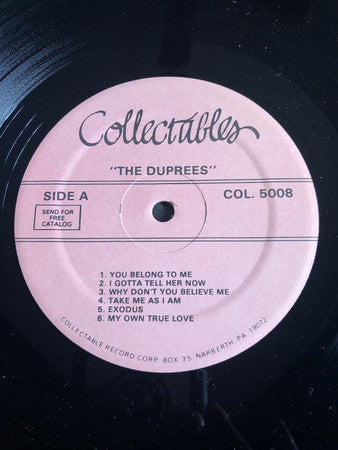 Collectables
"THE DUPREES"
SIDE A
COL. 5008
SEND FOR
FREE
CATALOG
1. YOU BELONG TO ME
2. I GOTTA TELL HER NOW
3. WHY DON'T YOU BELIEVE ME
4. TAKE ME AS I AM
5. EXODUS
6. MY OWN TRUE LOVE
COLLECTABLE RECORD CORP. BOX 35 NARBERTH, PA. 19072